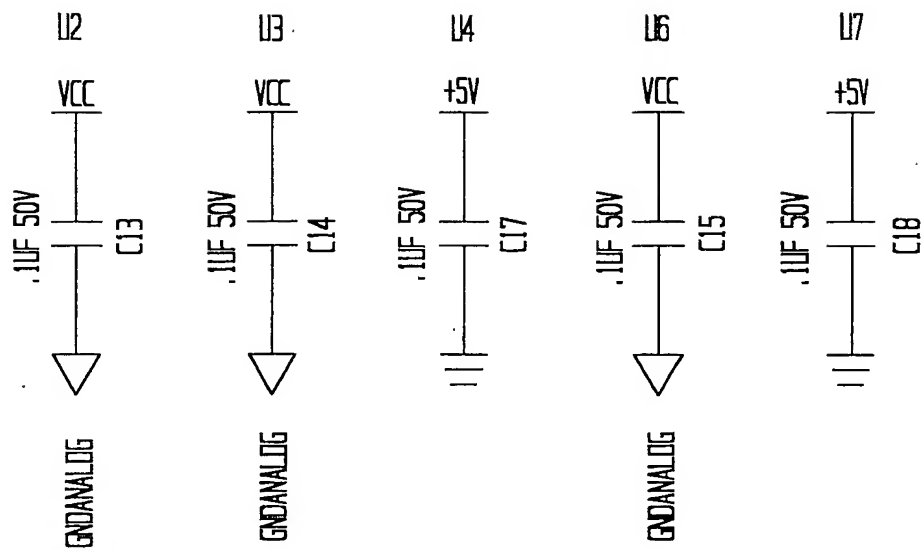 U2
U3
U4
U6
U7
VCC
VCC
+5V
VCC
+5V
.1UF 50V
C13
.1UF 50V
C14
.1UF 50V
C17
.1UF 50V
C15
.1UF 50V
C18
GNDANALOG
GNDANALOG
GNDANALOG